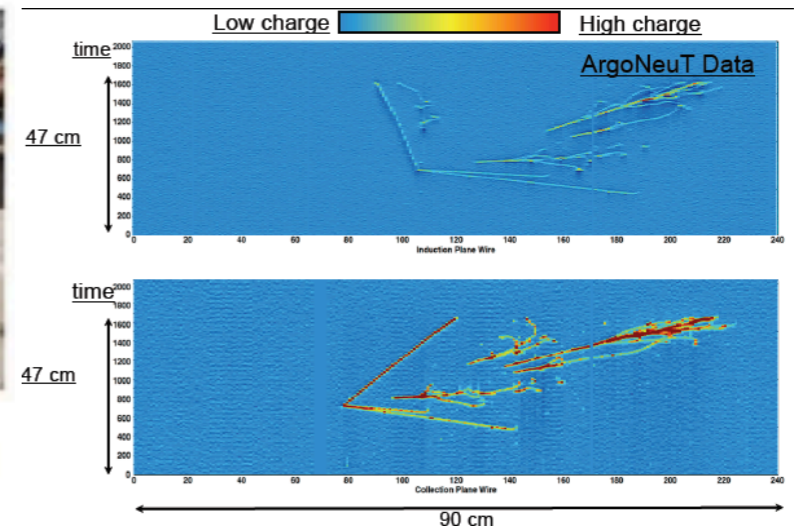 Low charge High charge
time
ArgoNeuT Data
47 cm
2000
1800
1600
1400
1200
1000
800
600
400
200
0
0 20 40 60 80 100 120 140 160 180 200 220 240
Induction Plane Wire
time
47 cm
2000
1800
1600
1400
1200
1000
800
600
400
200
0
0 20 40 60 80 100 120 140 160 180 200 220 240
Collection Plane Wire
90 cm